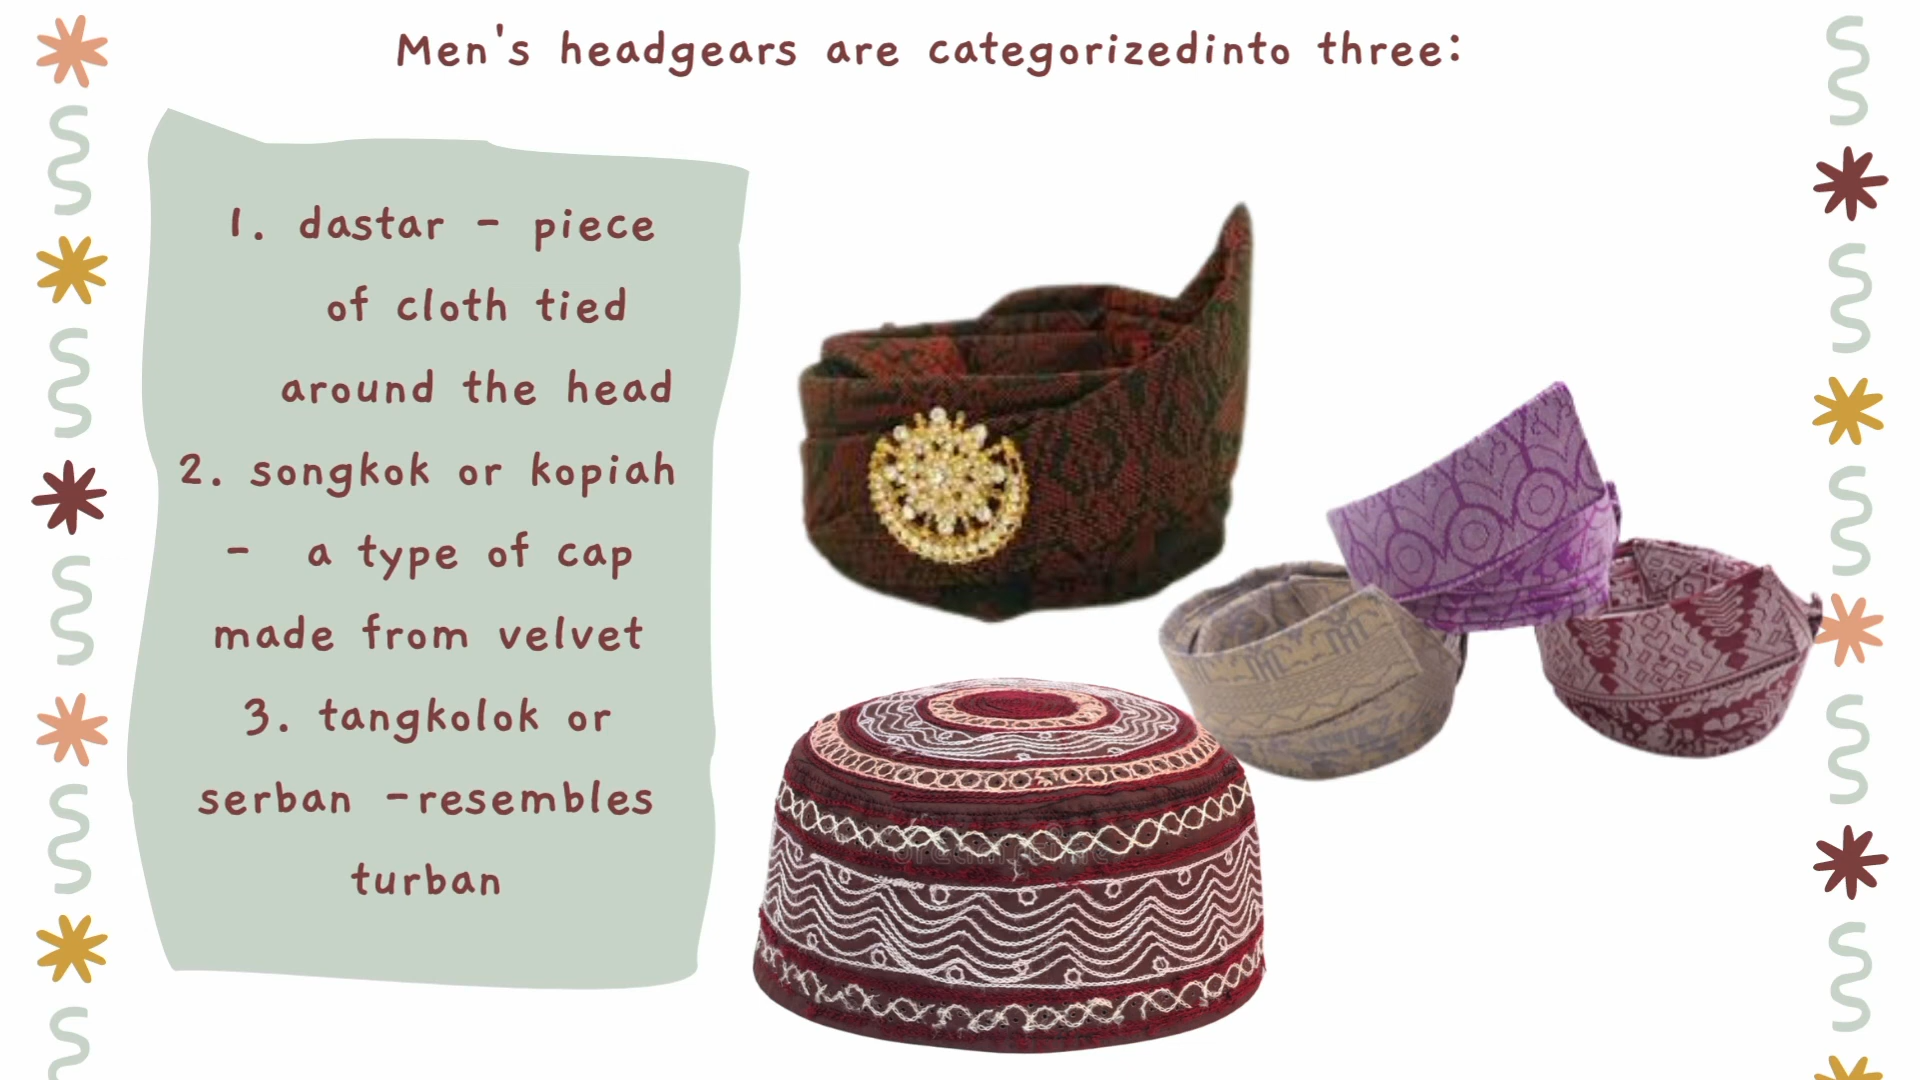 Men's headgears are categorizedinto three:
1. dastar - piece
of cloth tied
around the head
2. songkok or kopiah
- a type of cap
made from velvet
3. tangkolok or
serban -resembles
turban
dreamstime